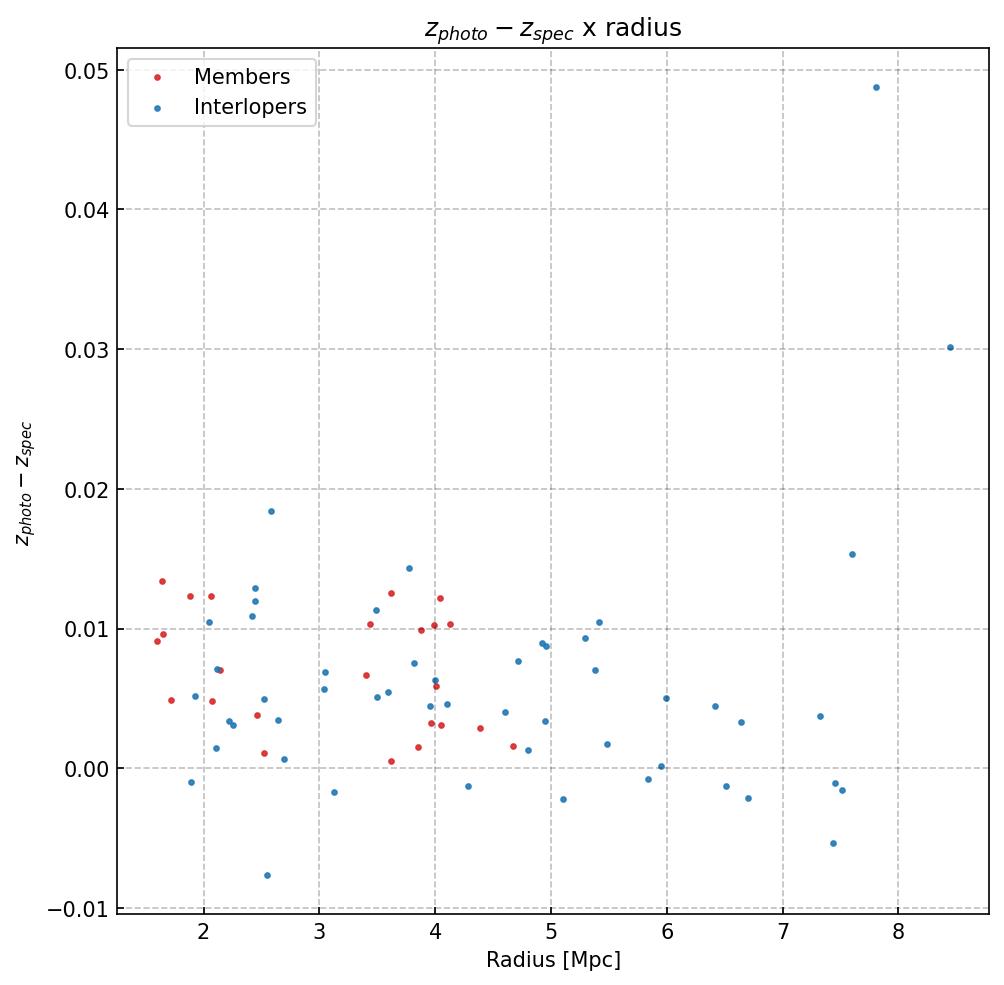 z_photo − z_spec x radius
Members
Interlopers
0.05
0.04
0.03
0.02
0.01
0.00
−0.01
z_photo − z_spec
2 3 4 5 6 7 8
Radius [Mpc]